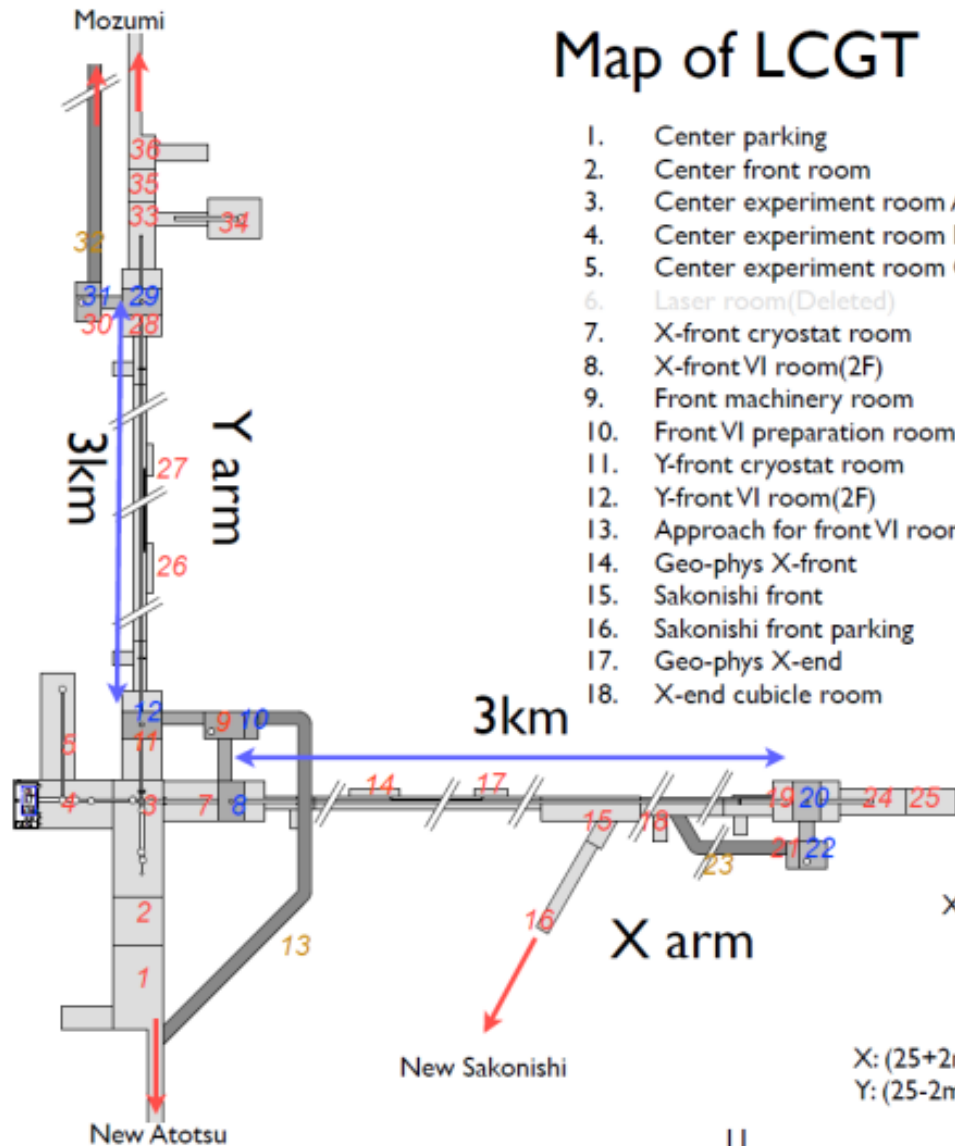 Mozumi
Map of LCGT
1. Center parking
2. Center front room
3. Center experiment room
4. Center experiment room
5. Center experiment room
6. Laser room(Deleted)
7. X-front cryostat room
8. X-front VI room(2F)
9. Front machinery room
10. Front VI preparation room
11. Y-front cryostat room
12. Y-front VI room(2F)
13. Approach for front VI room
14. Geo-phys X-front
15. Sakonishi front
16. Sakonishi front parking
17. Geo-phys X-end
18. X-end cubicle room
36
35
33
34
32
31
29
30
28
3km
Y arm
27
26
12
9
10
11
3km
5
4
3
7
8
14
17
19
20
24
25
15
18
21
22
23
16
2
13
X arm
X
1
New Sakonishi
X: (25+2m
Y: (25-2m
New Atotsu
11